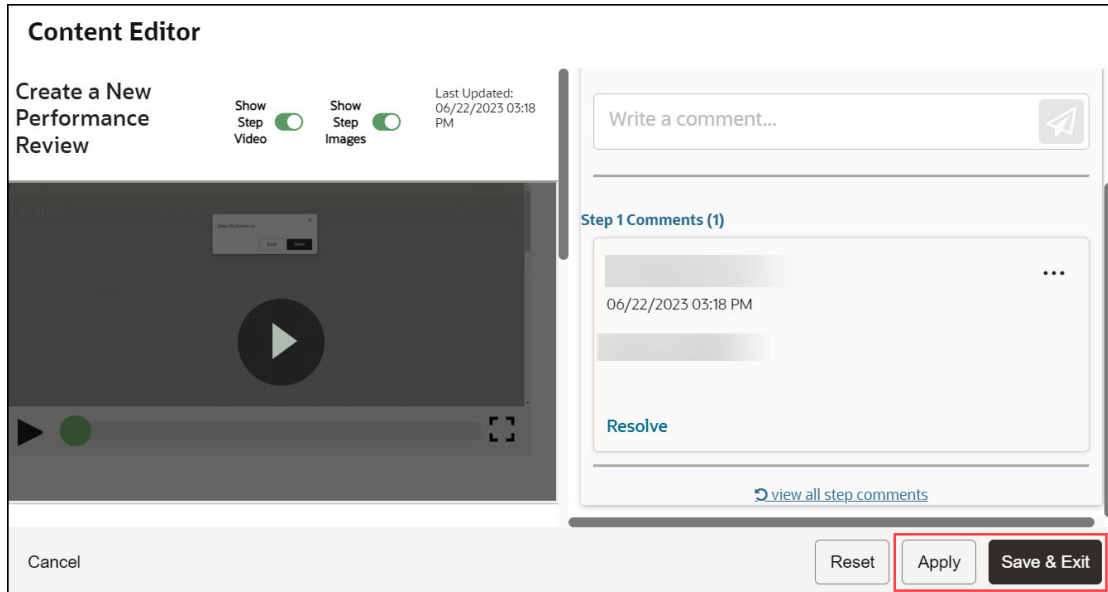 Content Editor
Create a New
Performance
Review
Show
Step
Video
Show
Step
Images
Last Updated:
06/22/2023 03:18
PM
VISION
Back
Write a comment...
Step 1 Comments (1)
06/22/2023 03:18 PM
Resolve
view all step comments
Cancel
Reset
Apply
Save & Exit